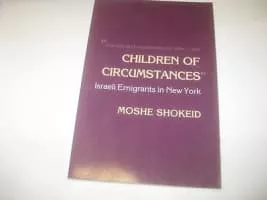 "CHILDREN OF
CIRCUMSTANCES"
Israeli Emigrants in New York
MOSHE SHOKEID